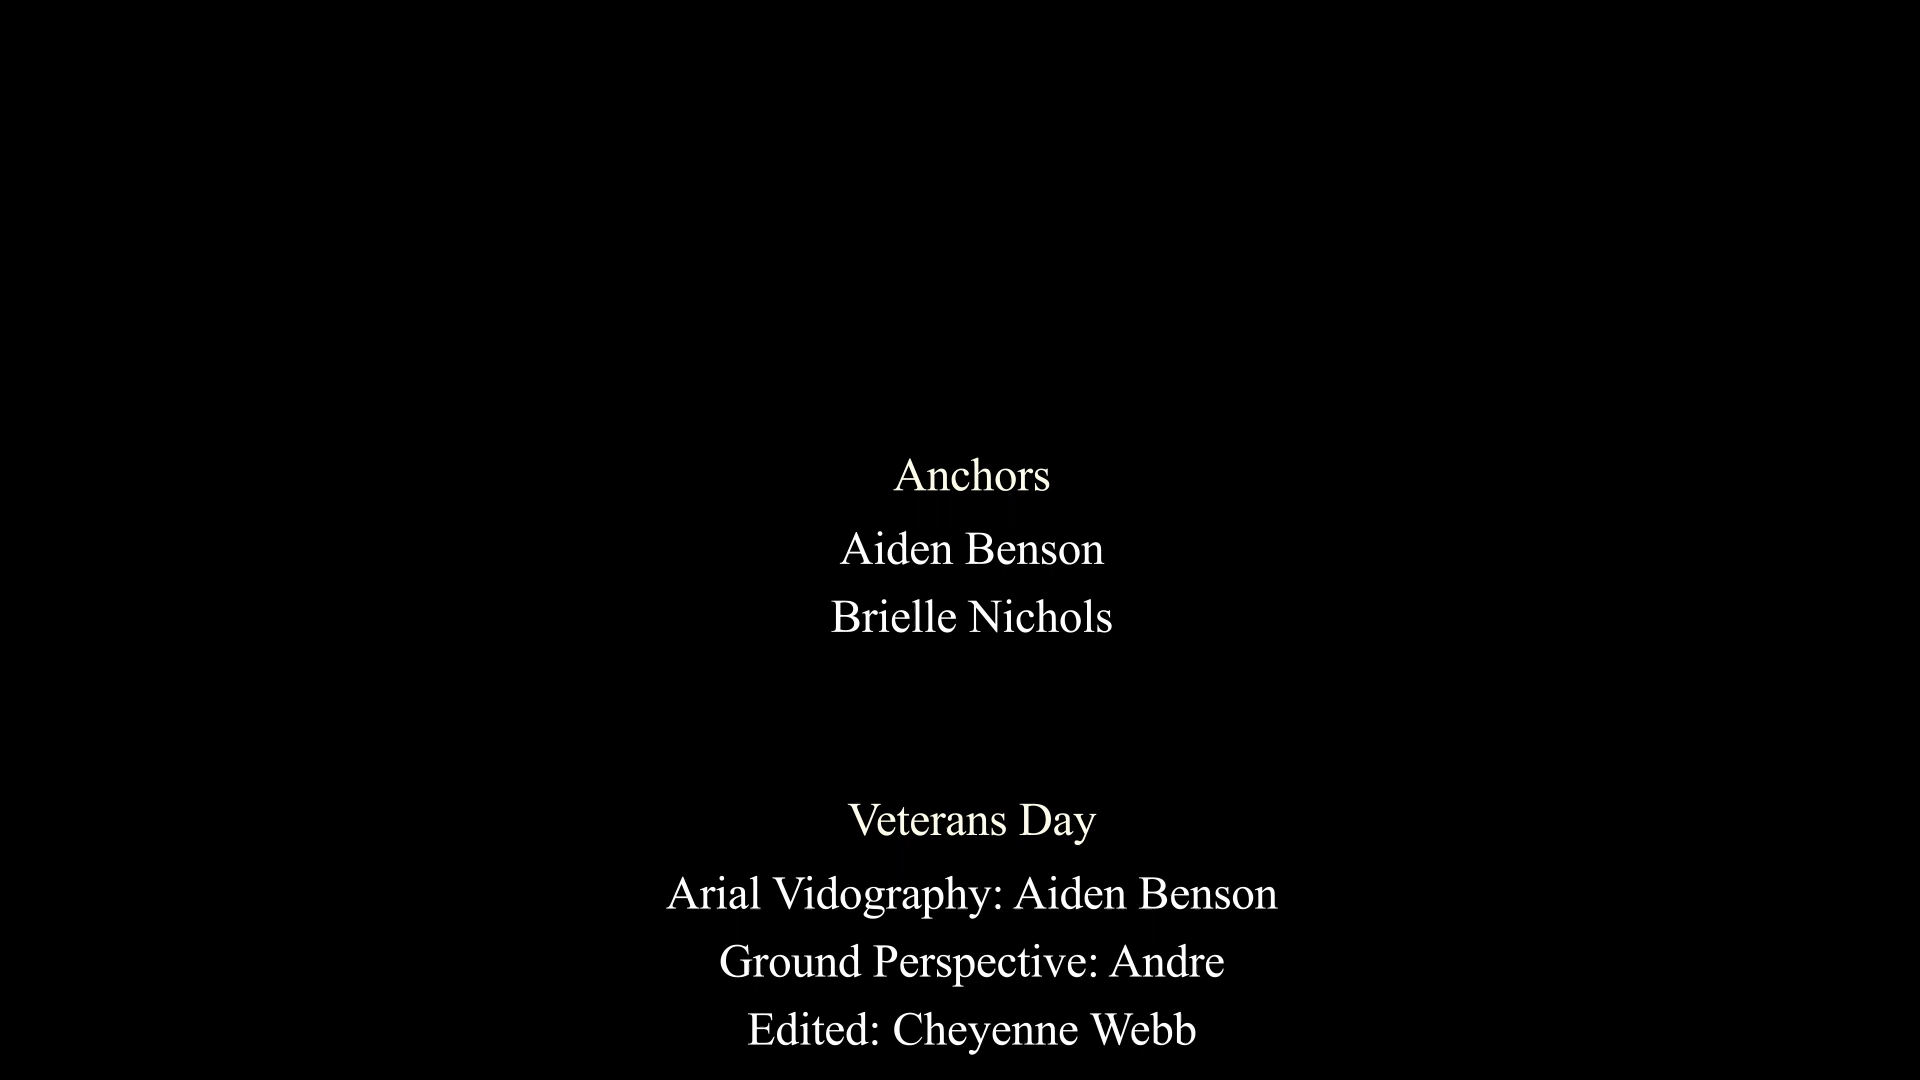 Anchors
Aiden Benson
Brielle Nichols
Veterans Day
Arial Vidography: Aiden Benson
Ground Perspective: Andre
Edited: Cheyenne Webb